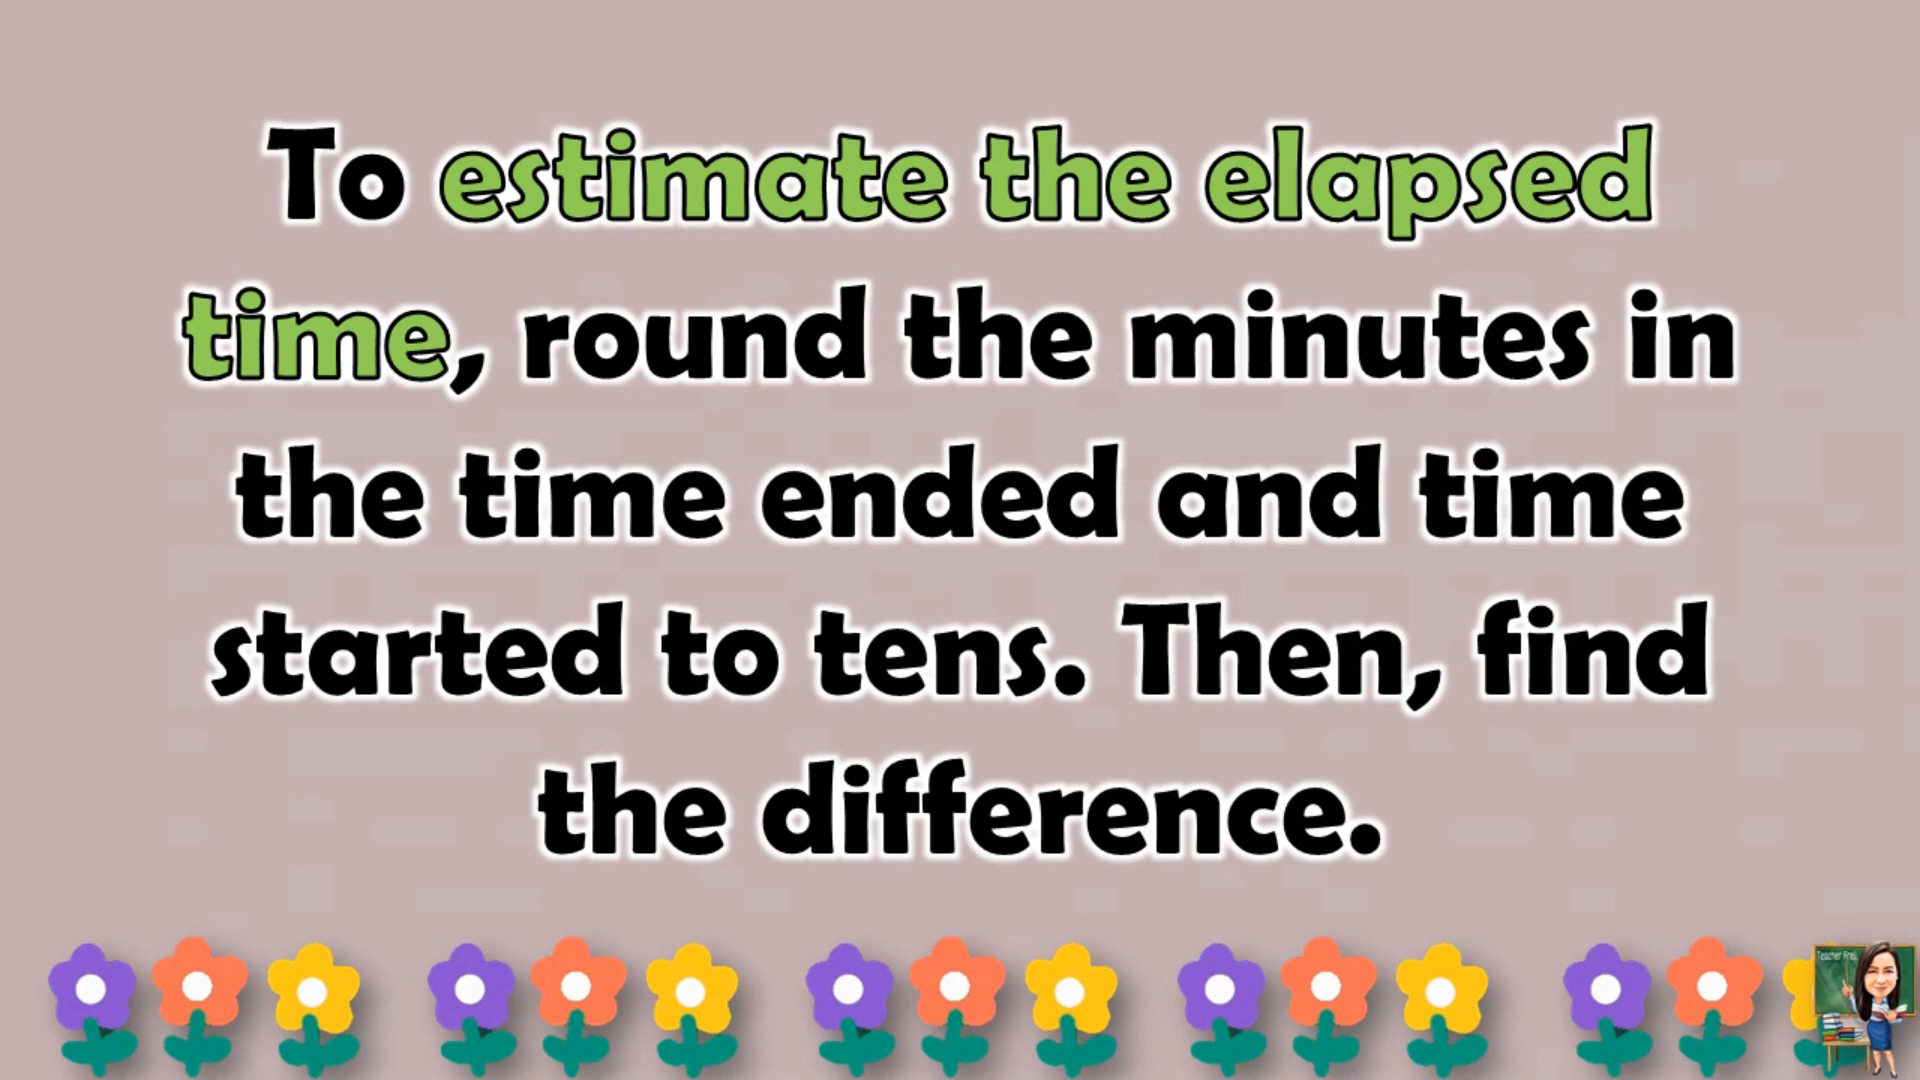 To estimate the elapsed
time, round the minutes in
the time ended and time
started to tens. Then, find
the difference.